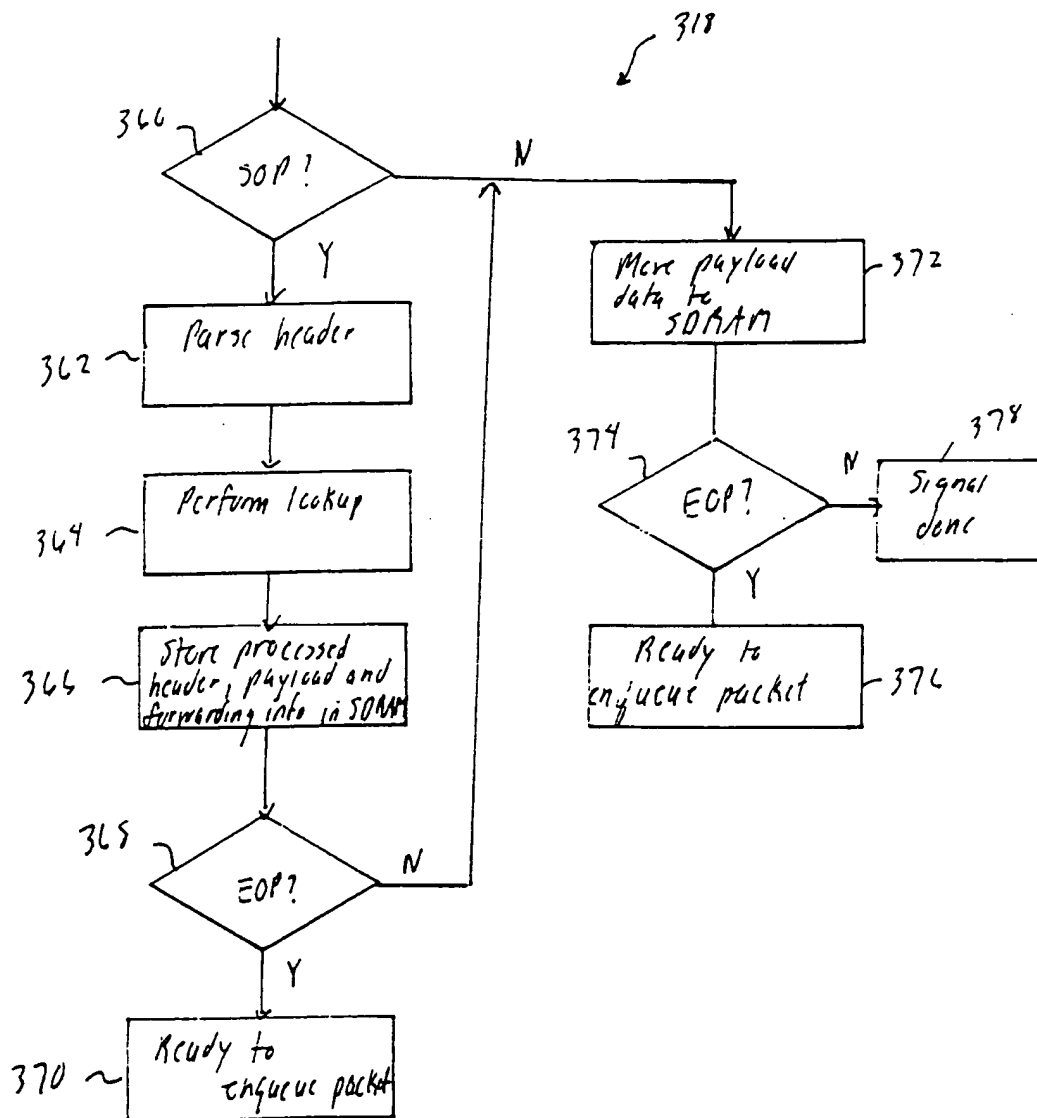 318
360
SOP?
N
Y
Move payload
data to
SDRAM
372
Parse header
362
374
EOP?
N
378
Signal
done
Y
Perform lookup
364
Ready to
enqueue packet
376
Store processed
header, payload and
forwarding info in SDRAM
366
368
EOP?
N
Y
Ready to
enqueue packet
370